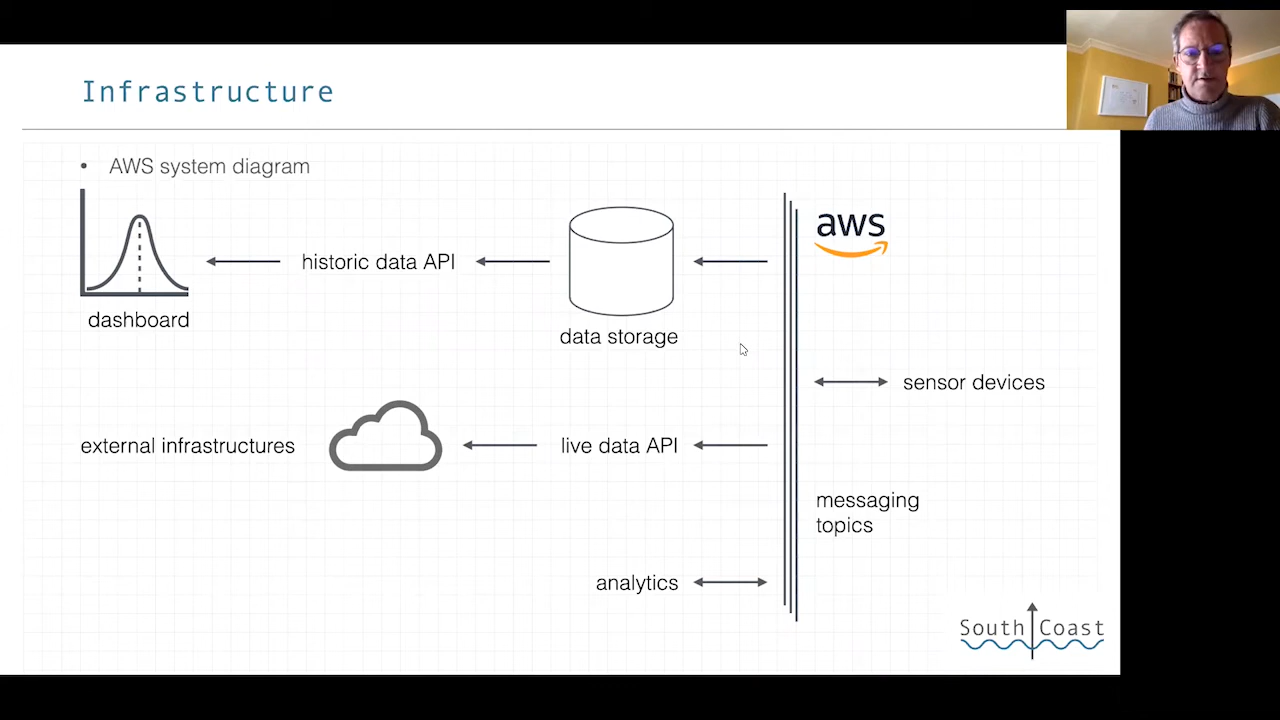 Infrastructure
• AWS system diagram
aws
historic data API
dashboard
data storage
sensor devices
external infrastructures
live data API
messaging
topics
analytics
South Coast